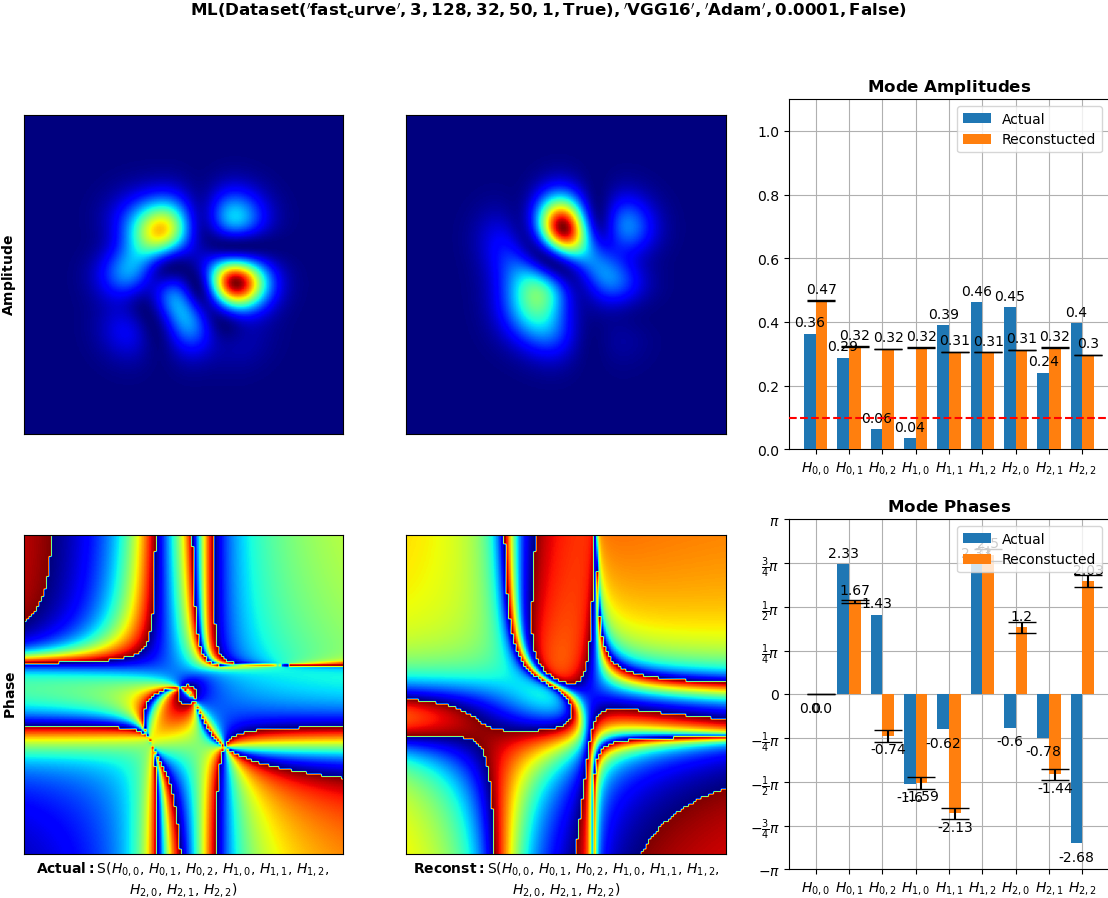 ML(Dataset('fast_curve', 3, 128, 32, 50, 1, True), 'VGG16', 'Adam', 0.0001, False)
Amplitude
Mode Amplitudes
Actual
Reconstucted
1.0
0.8
0.6
0.4
0.2
0.0
0.36
0.47
0.29
0.32
0.06
0.32
0.04
0.32
0.39
0.31
0.46
0.31
0.45
0.31
0.24
0.32
0.4
0.3
H0,0 H0,1 H0,2 H1,0 H1,1 H1,2 H2,0 H2,1 H2,2
Phase
Actual: S(H0,0, H0,1, H0,2, H1,0, H1,1, H1,2,
H2,0, H2,1, H2,2)
Reconst: S(H0,0, H0,1, H0,2, H1,0, H1,1, H1,2,
H2,0, H2,1, H2,2)
Mode Phases
Actual
Reconstucted
π
3/4π
1/2π
1/4π
0
−1/4π
−1/2π
−3/4π
−π
0.0
0.0
2.33
1.67
1.43
-0.74
-1.6
-1.59
-0.62
-2.13
2.5
-0.6
1.2
-0.78
-1.44
-2.68
2.03
H0,0 H0,1 H0,2 H1,0 H1,1 H1,2 H2,0 H2,1 H2,2